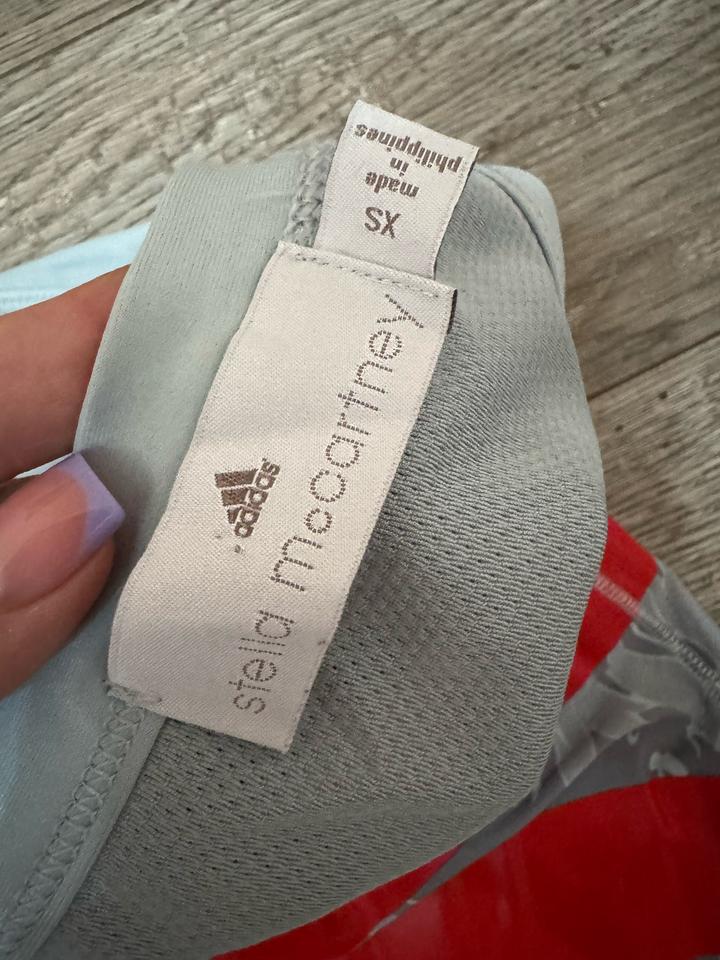 XS
made
in
philippines
adidas
stella mccartney